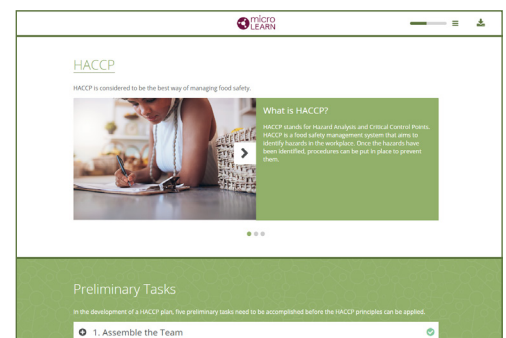 micro
LEARN
HACCP
HACCP is considered to be the best way of managing food safety.
What is HACCP?
HACCP stands for Hazard Analysis and Critical Control Points.
HACCP is a food safety management system that aims to
identify hazards in the workplace. Once the hazards have
been identified, procedures can be put in place to prevent
them.
Preliminary Tasks
In the development of a HACCP plan, five preliminary tasks need to be accomplished before the HACCP principles can be applied.
1. Assemble the Team